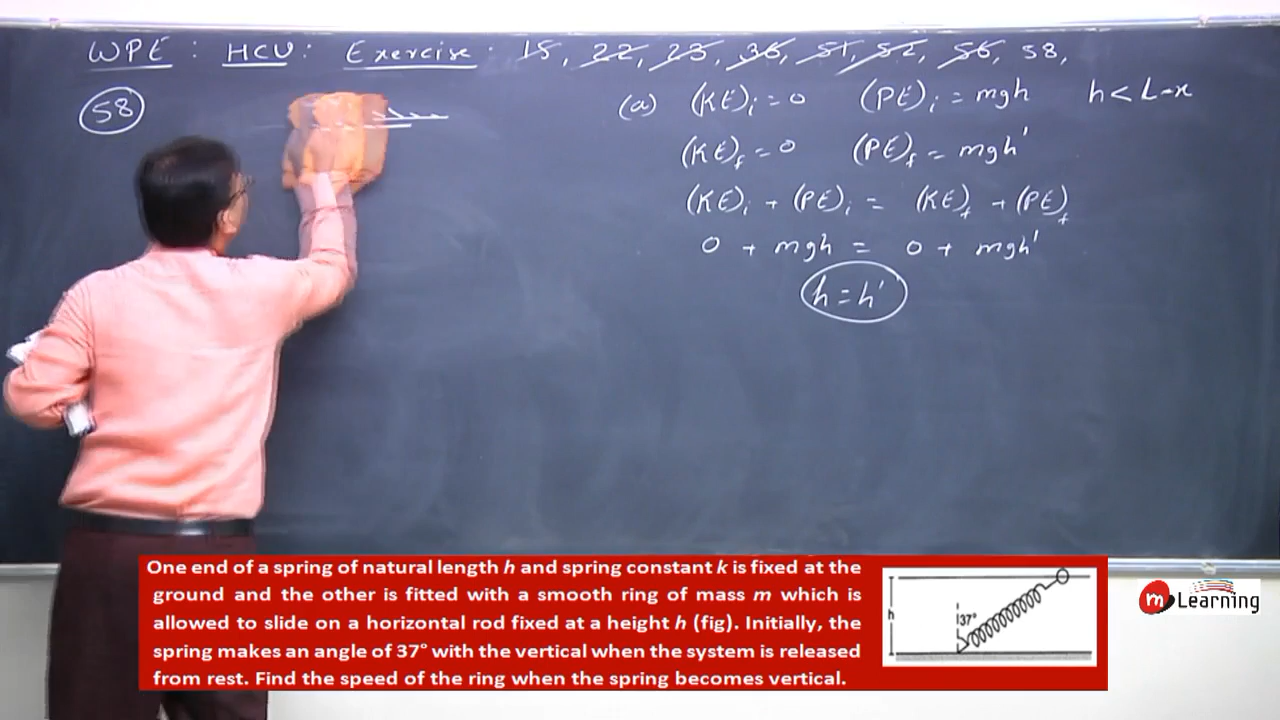 WPE : HCV : Exercise : 15, 22, 23, 36, 51, 52, 56, 58,
58
(a) (KE)i = 0 (PE)i = mgh h < L-x
(KE)f = 0 (PE)f = mgh'
(KE)i + (PE)i = (KE)f + (PE)f
0 + mgh = 0 + mgh'
h = h'
One end of a spring of natural length h and spring constant k is fixed at the
ground and the other is fitted with a smooth ring of mass m which is
allowed to slide on a horizontal rod fixed at a height h (fig). Initially, the
spring makes an angle of 37° with the vertical when the system is released
from rest. Find the speed of the ring when the spring becomes vertical.
h
37°
m Learning